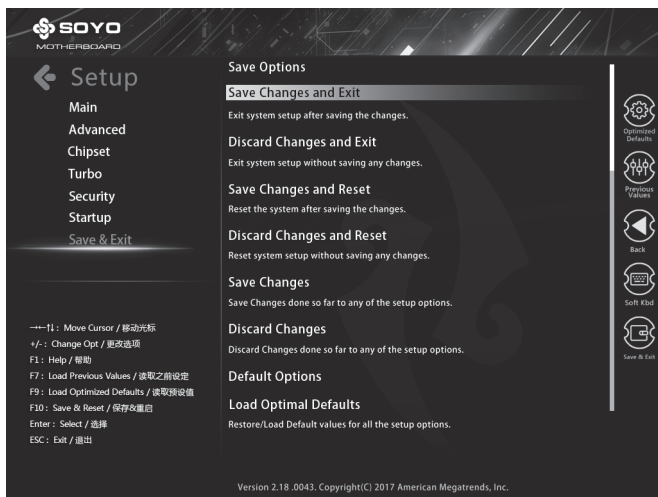 SOYO
MOTHERBOARD
Setup
Main
Advanced
Chipset
Turbo
Security
Startup
Save & Exit
→←↑↓ : Move Cursor / 移动光标
+/- : Change Opt / 更改选项
F1 : Help / 帮助
F7 : Load Previous Values / 读取之前设定
F9 : Load Optimized Defaults / 读取预设值
F10 : Save & Reset / 保存&重启
Enter : Select / 选择
ESC : Exit / 退出
Save Options
Save Changes and Exit
Exit system setup after saving the changes.
Discard Changes and Exit
Exit system setup without saving any changes.
Save Changes and Reset
Reset the system after saving the changes.
Discard Changes and Reset
Reset system setup without saving any changes.
Save Changes
Save Changes done so far to any of the setup options.
Discard Changes
Discard Changes done so far to any of the setup options.
Default Options
Load Optimal Defaults
Restore/Load Default values for all the setup options.
Optimized
Defaults
Previous
Values
Back
Soft Kbd
Save & Exit
Version 2.18 .0043. Copyright(C) 2017 American Megatrends, Inc.